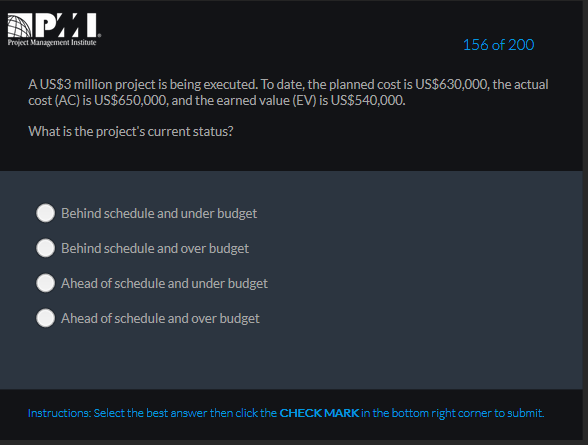 PMI
Project Management Institute
156 of 200
A US$3 million project is being executed. To date, the planned cost is US$630,000, the actual
cost (AC) is US$650,000, and the earned value (EV) is US$540,000.
What is the project's current status?
Behind schedule and under budget
Behind schedule and over budget
Ahead of schedule and under budget
Ahead of schedule and over budget
Instructions: Select the best answer then click the CHECK MARK in the bottom right corner to submit.